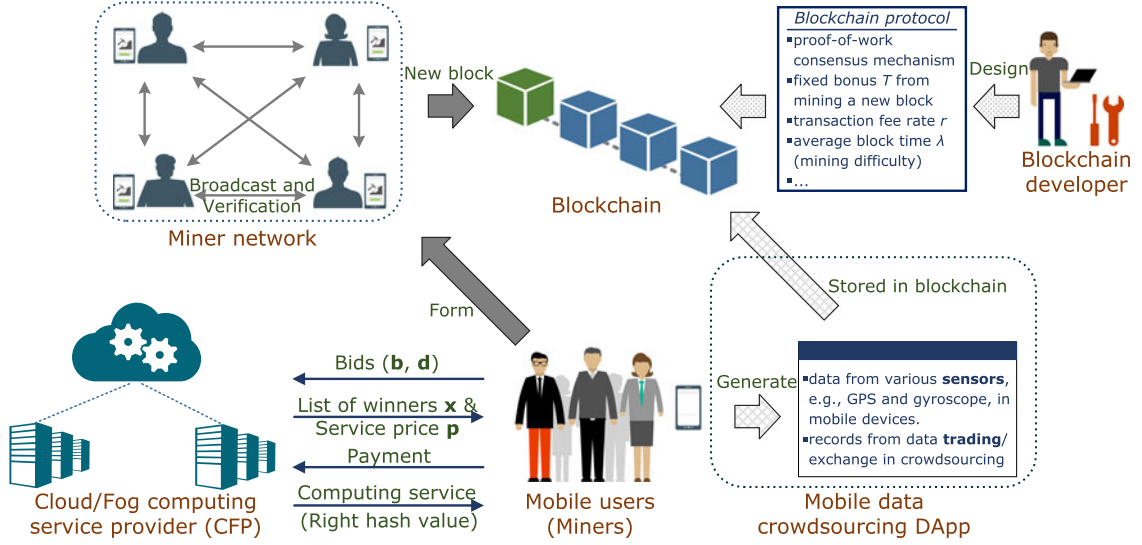 Blockchain protocol
▪proof-of-work
consensus mechanism
▪fixed bonus T from
mining a new block
▪transaction fee rate r
▪average block time λ
(mining difficulty)
▪...
New block
Design
Broadcast and
Verification
Miner network
Blockchain
Blockchain
developer
Form
Stored in blockchain
Bids (b, d)
List of winners x &
Service price p
Payment
Computing service
(Right hash value)
Generate
▪data from various sensors,
e.g., GPS and gyroscope, in
mobile devices.
▪records from data trading/
exchange in crowdsourcing
Cloud/Fog computing
service provider (CFP)
Mobile users
(Miners)
Mobile data
crowdsourcing DApp